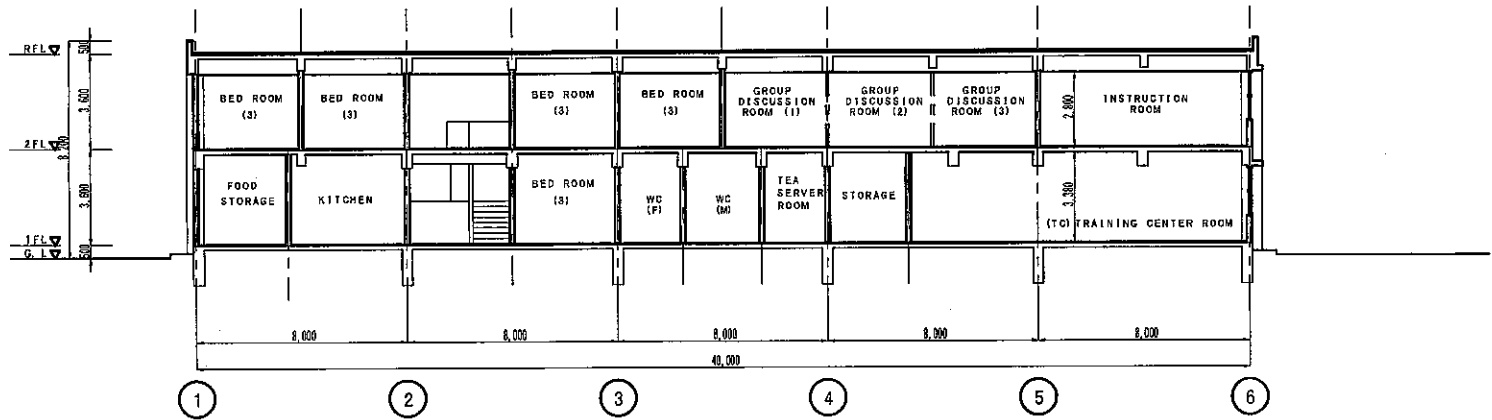 RFL
500
BED ROOM
(3)
BED ROOM
(3)
BED ROOM
(3)
BED ROOM
(3)
GROUP
DISCUSSION
ROOM (1)
GROUP
DISCUSSION
ROOM (2)
GROUP
DISCUSSION
ROOM (3)
INSTRUCTION
ROOM
3,600
2,800
2FL
8,200
FOOD
STORAGE
KITCHEN
BED ROOM
(3)
WC
(F)
WC
(M)
TEA
SERVER
ROOM
STORAGE
(TC) TRAINING CENTER ROOM
3,600
3,380
1FL
G.L
500
8,000
8,000
8,000
8,000
8,000
40,000
1
2
3
4
5
6